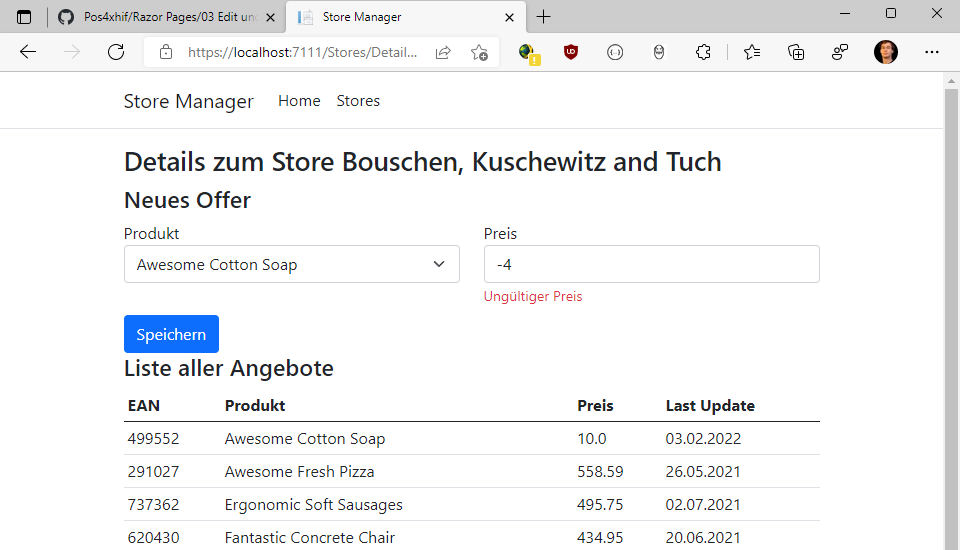 Pos4xhif/Razor Pages/03 Edit un
Store Manager
https://localhost:7111/Stores/Detail...
Store Manager Home Stores
Details zum Store Bouschen, Kuschewitz and Tuch
Neues Offer
Produkt Preis
Awesome Cotton Soap -4
Ungültiger Preis
Speichern
Liste aller Angebote
EAN Produkt Preis Last Update
499552 Awesome Cotton Soap 10.0 03.02.2022
291027 Awesome Fresh Pizza 558.59 26.05.2021
737362 Ergonomic Soft Sausages 495.75 02.07.2021
620430 Fantastic Concrete Chair 434.95 20.06.2021